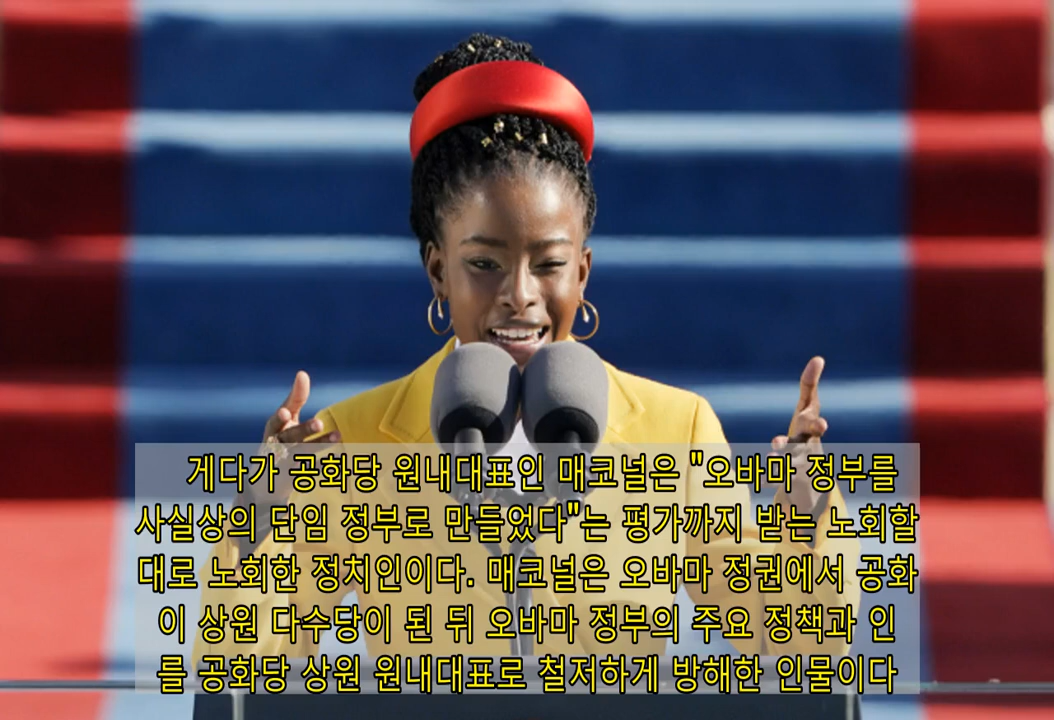 게다가 공화당 원내대표인 매코널은 "오바마 정부를
사실상의 단임 정부로 만들었다"는 평가까지 받는 노회할
대로 노회한 정치인이다. 매코널은 오바마 정권에서 공화
이 상원 다수당이 된 뒤 오바마 정부의 주요 정책과 인
를 공화당 상원 원내대표로 철저하게 방해한 인물이다